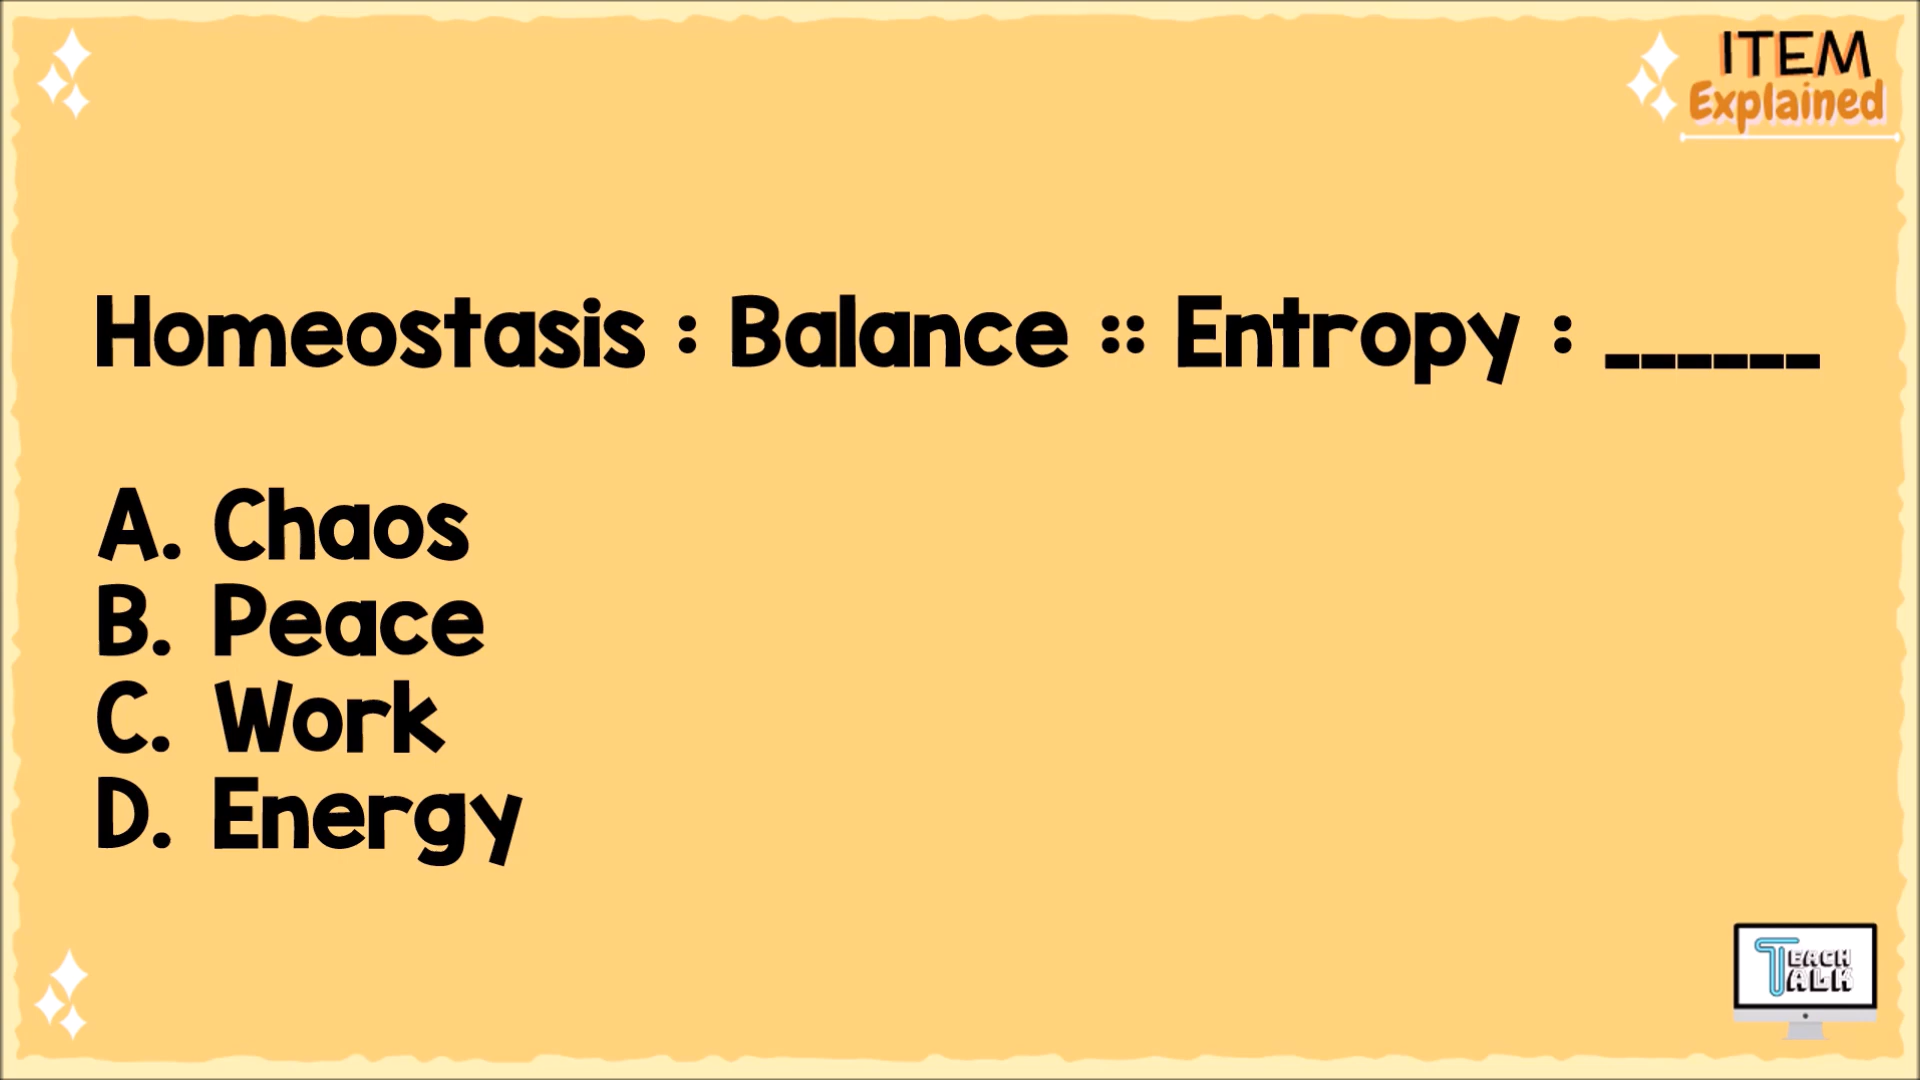 ITEM
Explained
Homeostasis : Balance :: Entropy : ______
A. Chaos
B. Peace
C. Work
D. Energy
TEACH
TALK